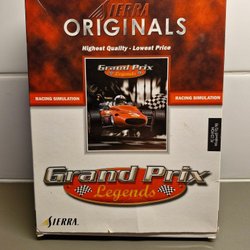 SIERRA
ORIGINALS
Highest Quality - Lowest Price
RACING SIMULATION
RACING SIMULATION
Grand Prix
Legends
Grand Prix
Legends
SIERRA